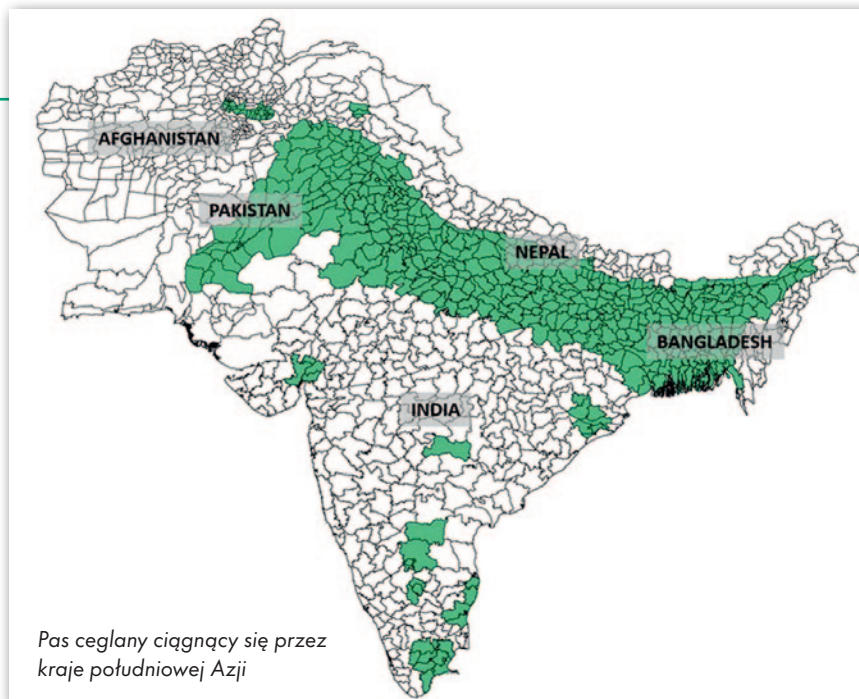 AFGHANISTAN
PAKISTAN
NEPAL
BANGLADESH
INDIA
Pas ceglany ciągnący się przez
kraje południowej Azji